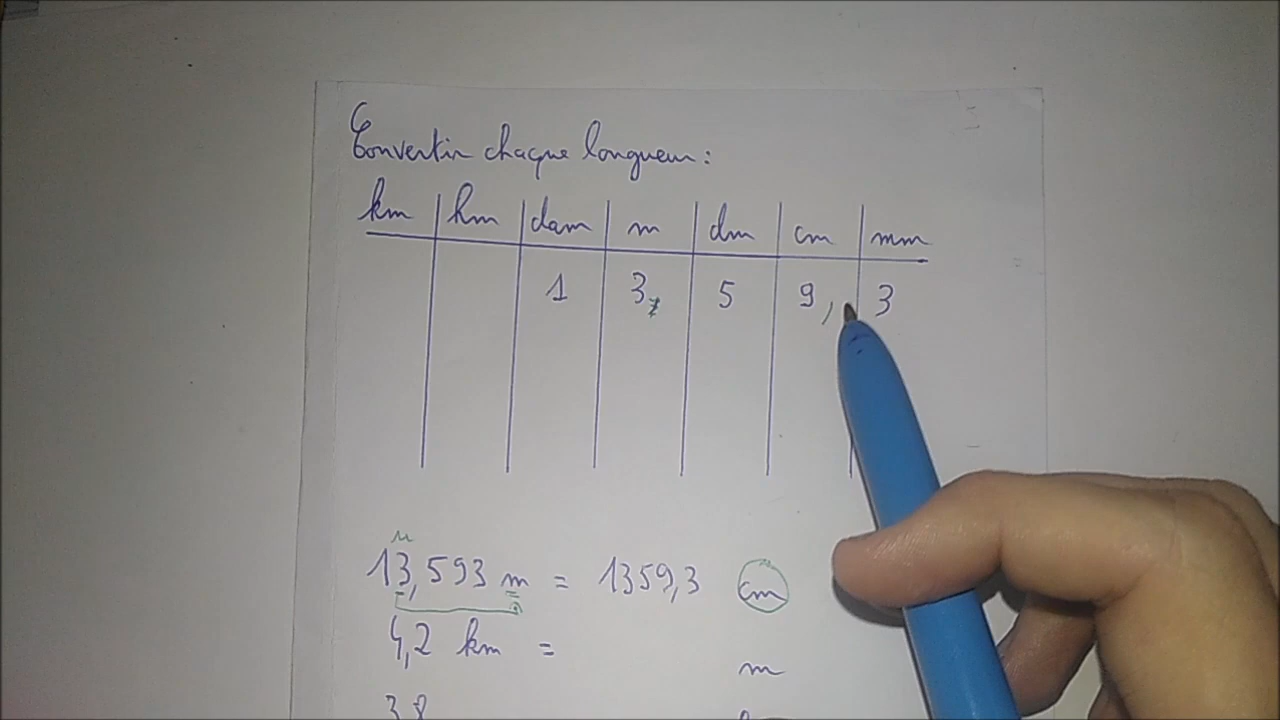 Convertir chaque longueur :
km hm dam m dm cm mm
1 3, 5 9, 3
u
13,593 m = 1359,3 cm
4,2 km = m
38